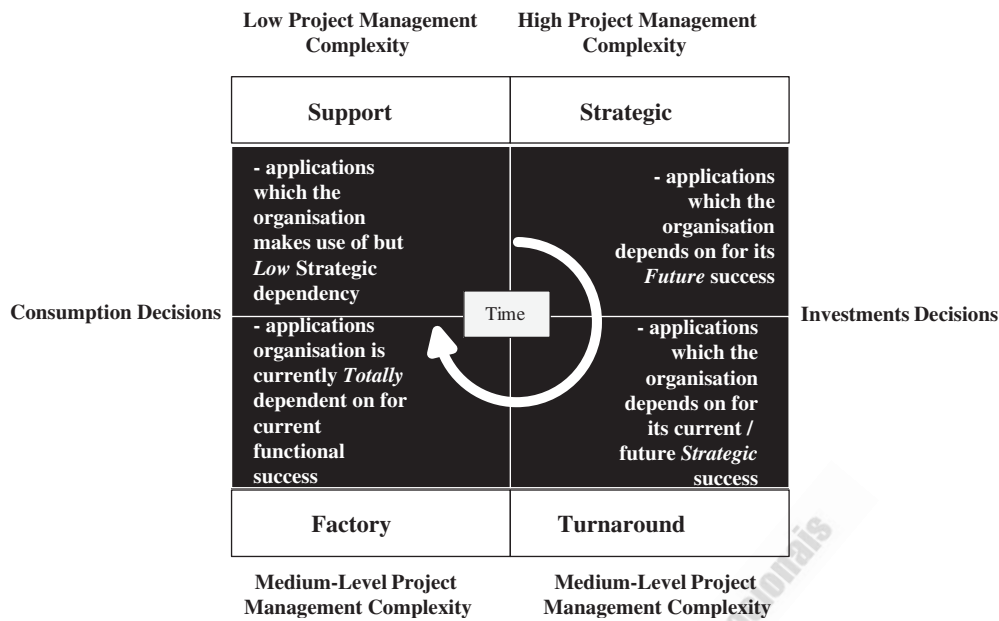 Low Project Management
Complexity
High Project Management
Complexity
Support
Strategic
- applications
which the
organisation
makes use of but
Low Strategic
dependency
- applications
which the
organisation
depends on for its
Future success
Consumption Decisions
Time
Investments Decisions
- applications
organisation is
currently Totally
dependent on for
current
functional
success
- applications
which the
organisation
depends on for
its current /
future Strategic
success
Factory
Turnaround
Medium-Level Project
Management Complexity
Medium-Level Project
Management Complexity